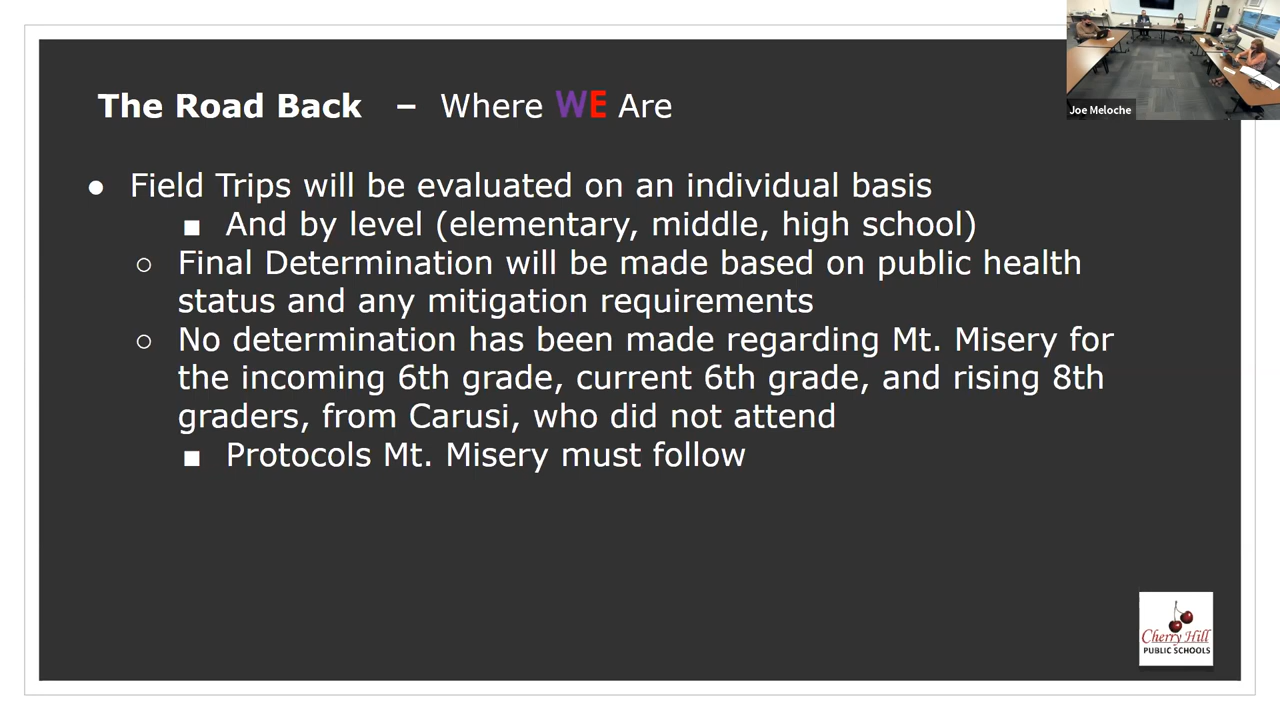 The Road Back – Where WE Are
Joe Meloche
● Field Trips will be evaluated on an individual basis
■ And by level (elementary, middle, high school)
○ Final Determination will be made based on public health
status and any mitigation requirements
○ No determination has been made regarding Mt. Misery for
the incoming 6th grade, current 6th grade, and rising 8th
graders, from Carusi, who did not attend
■ Protocols Mt. Misery must follow
Cherry Hill
PUBLIC SCHOOLS